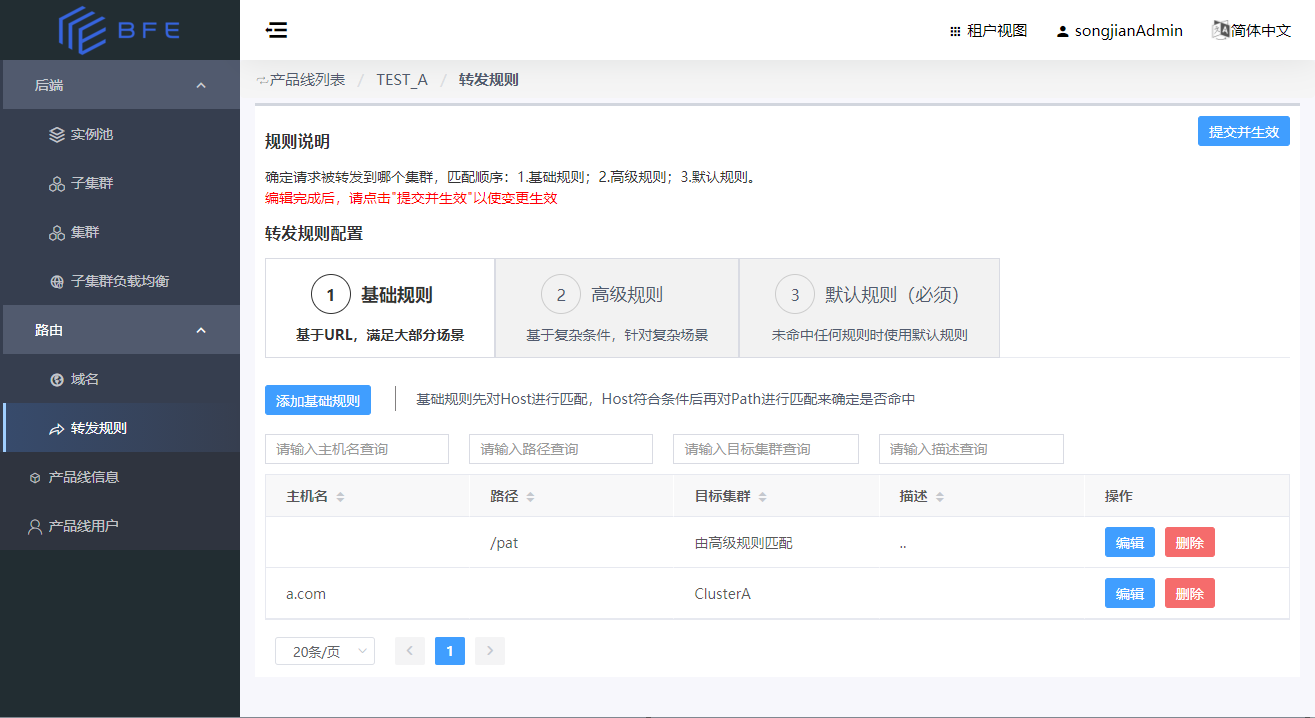 BFE
租户视图
songjianAdmin
简体中文
后端
实例池
子集群
集群
子集群负载均衡
路由
域名
转发规则
产品线信息
产品线用户
产品线列表 / TEST_A / 转发规则
规则说明
提交并生效
确定请求被转发到哪个集群，匹配顺序：1.基础规则；2.高级规则；3.默认规则。
编辑完成后，请点击"提交并生效"以使变更生效
转发规则配置
1 基础规则
基于URL，满足大部分场景
2 高级规则
基于复杂条件，针对复杂场景
3 默认规则（必须）
未命中任何规则时使用默认规则
添加基础规则
基础规则先对Host进行匹配，Host符合条件后再对Path进行匹配来确定是否命中
请输入主机名查询 请输入路径查询 请输入目标集群查询 请输入描述查询
主机名 路径 目标集群 描述 操作
/pat 由高级规则匹配 .. 编辑 删除
a.com ClusterA 编辑 删除
20条/页 1